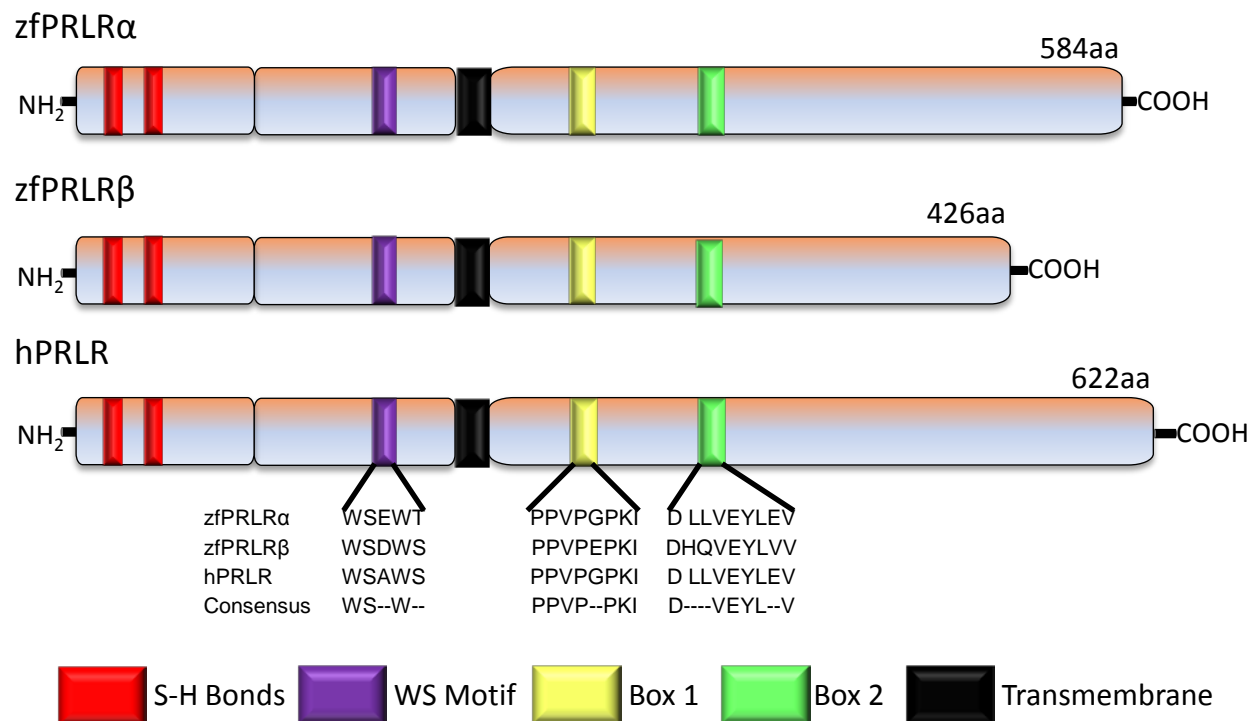 zfPRLRα
584aa
NH2
COOH
zfPRLRβ
426aa
NH2
COOH
hPRLR
622aa
NH2
COOH
zfPRLRα WSEWT PPVPGPKI D LLVEYLEV
zfPRLRβ WSDWS PPVPEPKI DHQVEYLVV
hPRLR WSAWS PPVPGPKI D LLVEYLEV
Consensus WS--W-- PPVP--PKI D----VEYL--V
S-H Bonds WS Motif Box 1 Box 2 Transmembrane